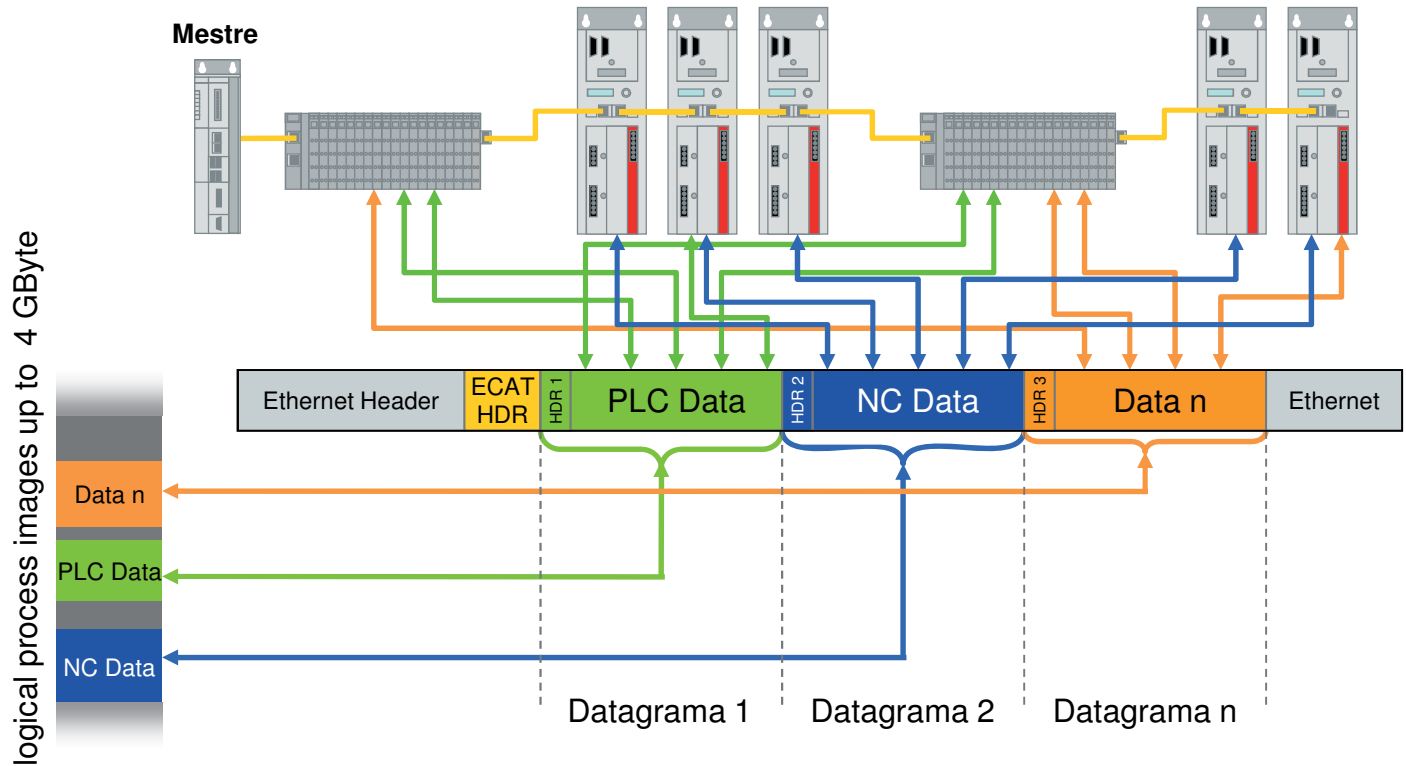 Mestre
logical process images up to 4 GByte
Ethernet Header
ECAT
HDR
HDR 1
PLC Data
HDR 2
NC Data
HDR 3
Data n
Ethernet
Data n
PLC Data
NC Data
Datagrama 1
Datagrama 2
Datagrama n